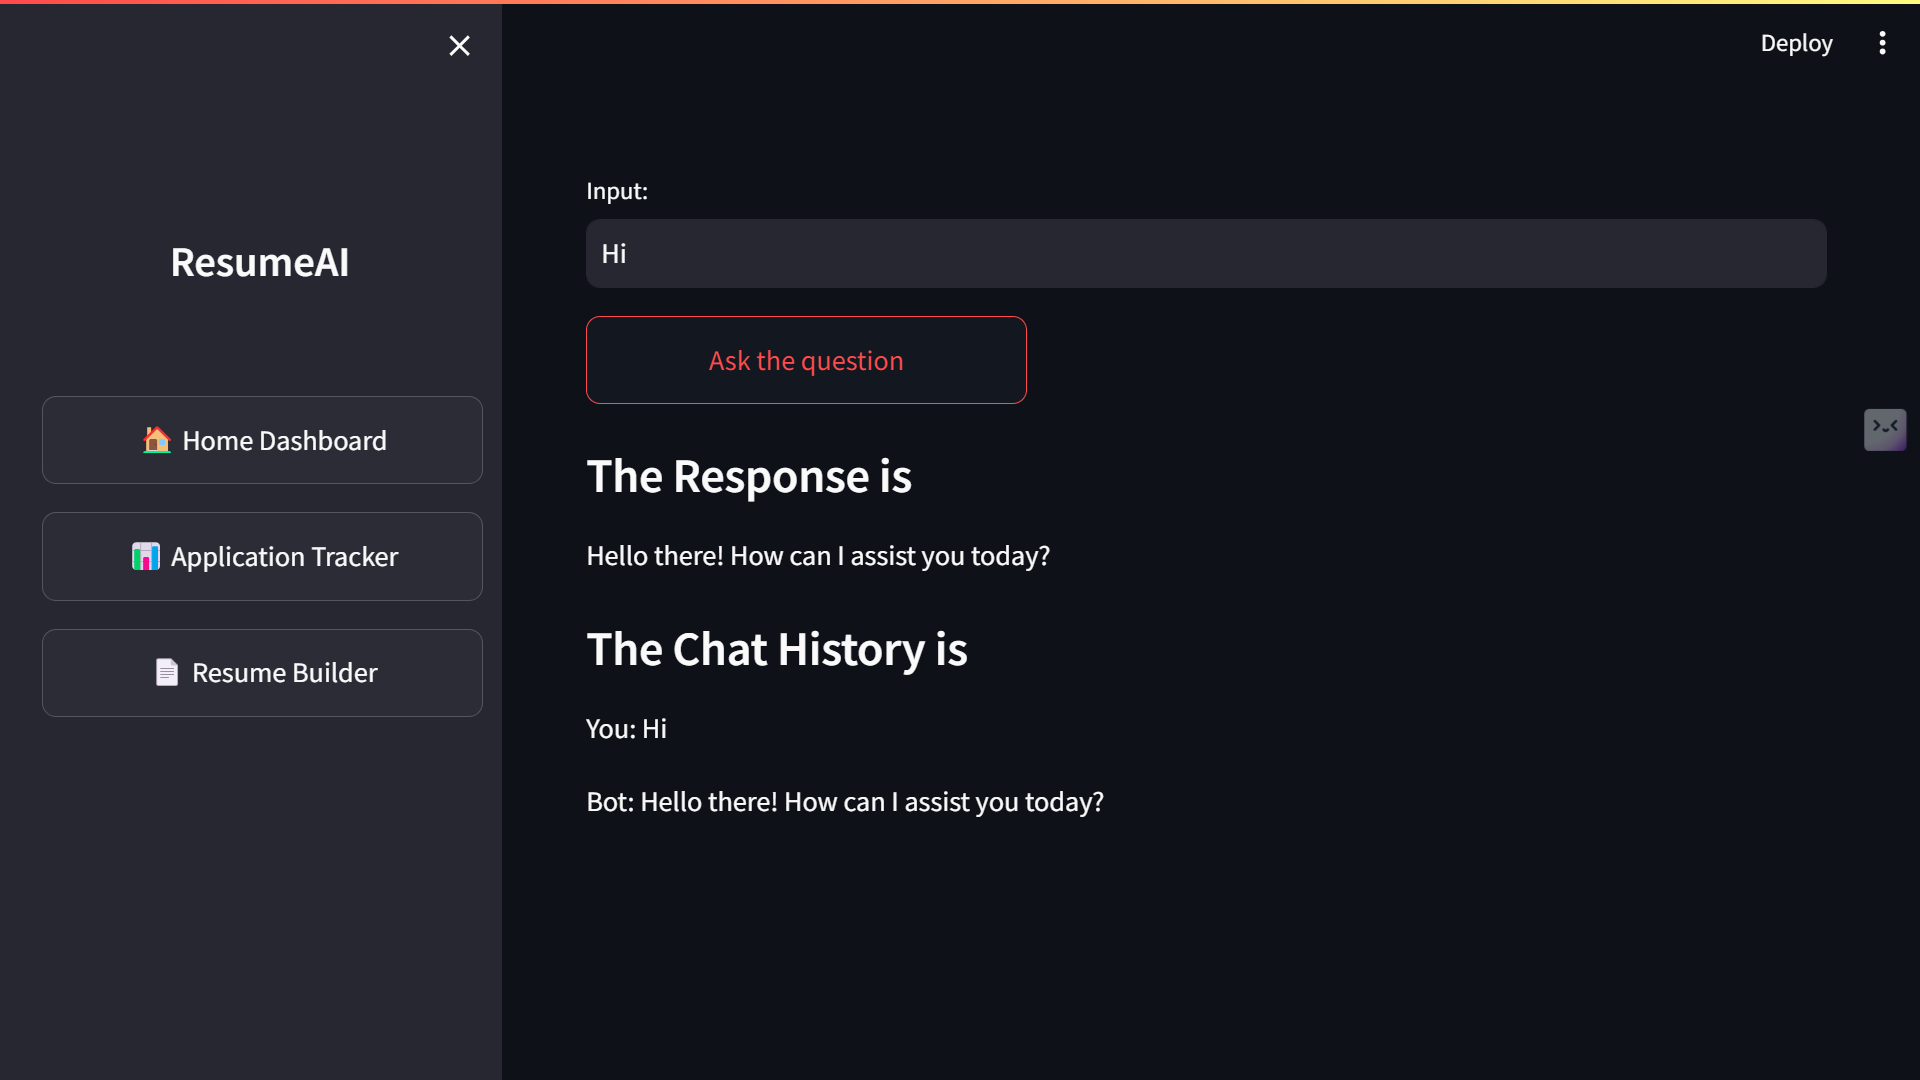 Deploy
ResumeAI
🏠 Home Dashboard
📊 Application Tracker
📄 Resume Builder
Input:
Hi
Ask the question
The Response is
Hello there! How can I assist you today?
The Chat History is
You: Hi
Bot: Hello there! How can I assist you today?